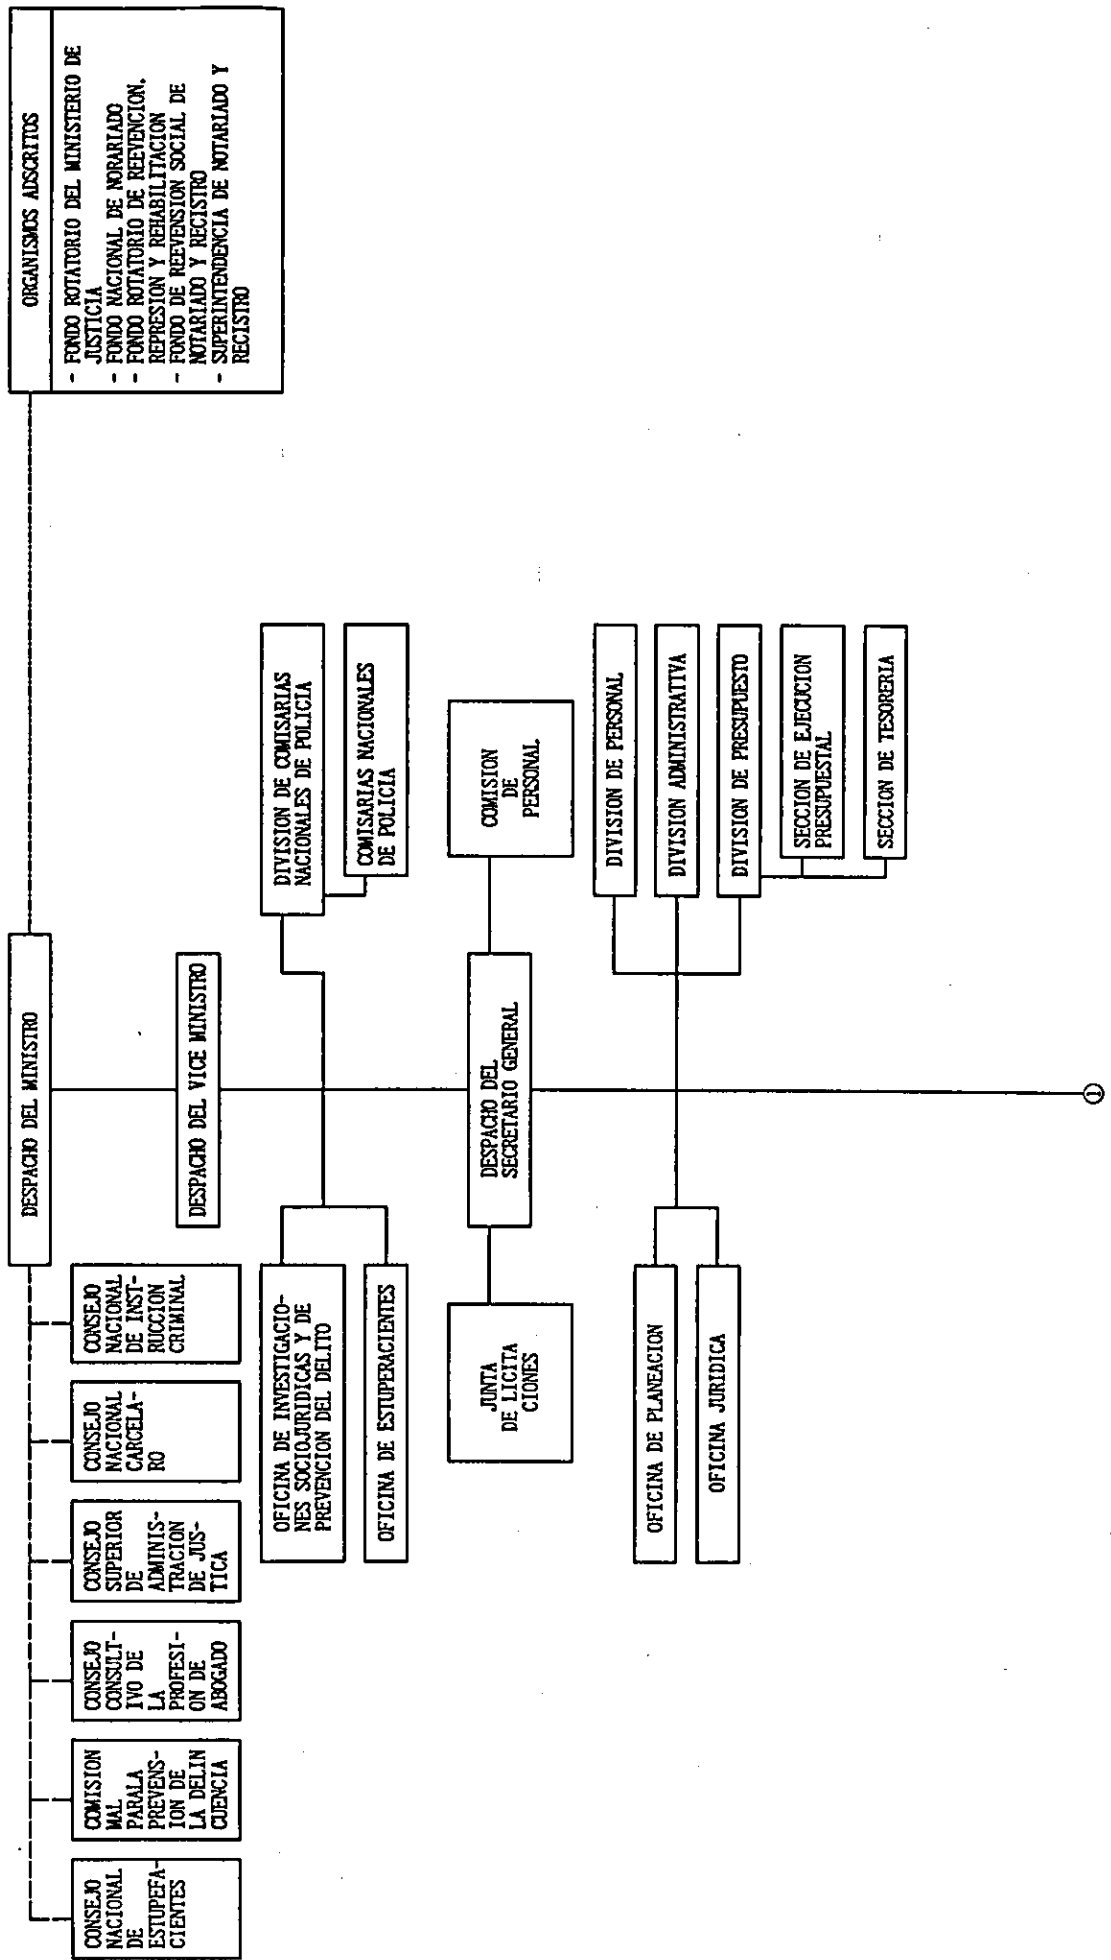 DESPACHO DEL MINISTRO
ORGANISMOS ADSCRITOS
- FONDO ROTATORIO DEL MINISTERIO DE
JUSTICIA
- FONDO NACIONAL DE NORARIADO
- FONDO ROTATORIO DE REEVENCION.
REPRESION Y REHABILITACION
- FONDO DE REEVENSION SOCIAL DE
NOTARIADO Y RECISTRO
- SUPERINTENDENCIA DE NOTARIADO Y
RECISTRO
CONSEJO
NACIONAL
DE
ESTUPEFA-
CIENTES
COMISION
MAL
PARALA
PREVENS-
ION DE
LA DELIN
CUENCIA
CONSEJO
CONSULT-
IVO DE
LA
PROFESI-
ON DE
ABOGADO
CONSEJO
SUPERIOR
DE
ADMINIS-
TRACION
DE JUS-
TICA
CONSEJO
NACIONAL
CARCELA-
RO
CONSEJO
NACIONAL
DE INST-
RUCCION
CRIMINAL
DESPACHO DEL VICE MINISTRO
OFICINA DE INVESTIGACIO-
NES SOCIOJURIDICAS Y DE
PREVENCION DEL DELITO
OFICINA DE ESTUPERACIENTES
DIVISION DE COMISARIAS
NACIONALES DE POLICIA
COMISARIAS NACIONALES
DE POLICIA
JUNTA
DE LICITA
CIONES
DESPACHO DEL
SECRETARIO GENERAL
COMISION
DE
PERSONAL
OFICINA DE PLANEACION
OFICINA JURIDICA
DIVISION DE PERSONAL
DIVISION ADMINISTRATIVA
DIVISION DE PRESUPUESTO
SECCION DE EJECUCION
PRESUPUESTAL
SECCION DE TESORERIA
1